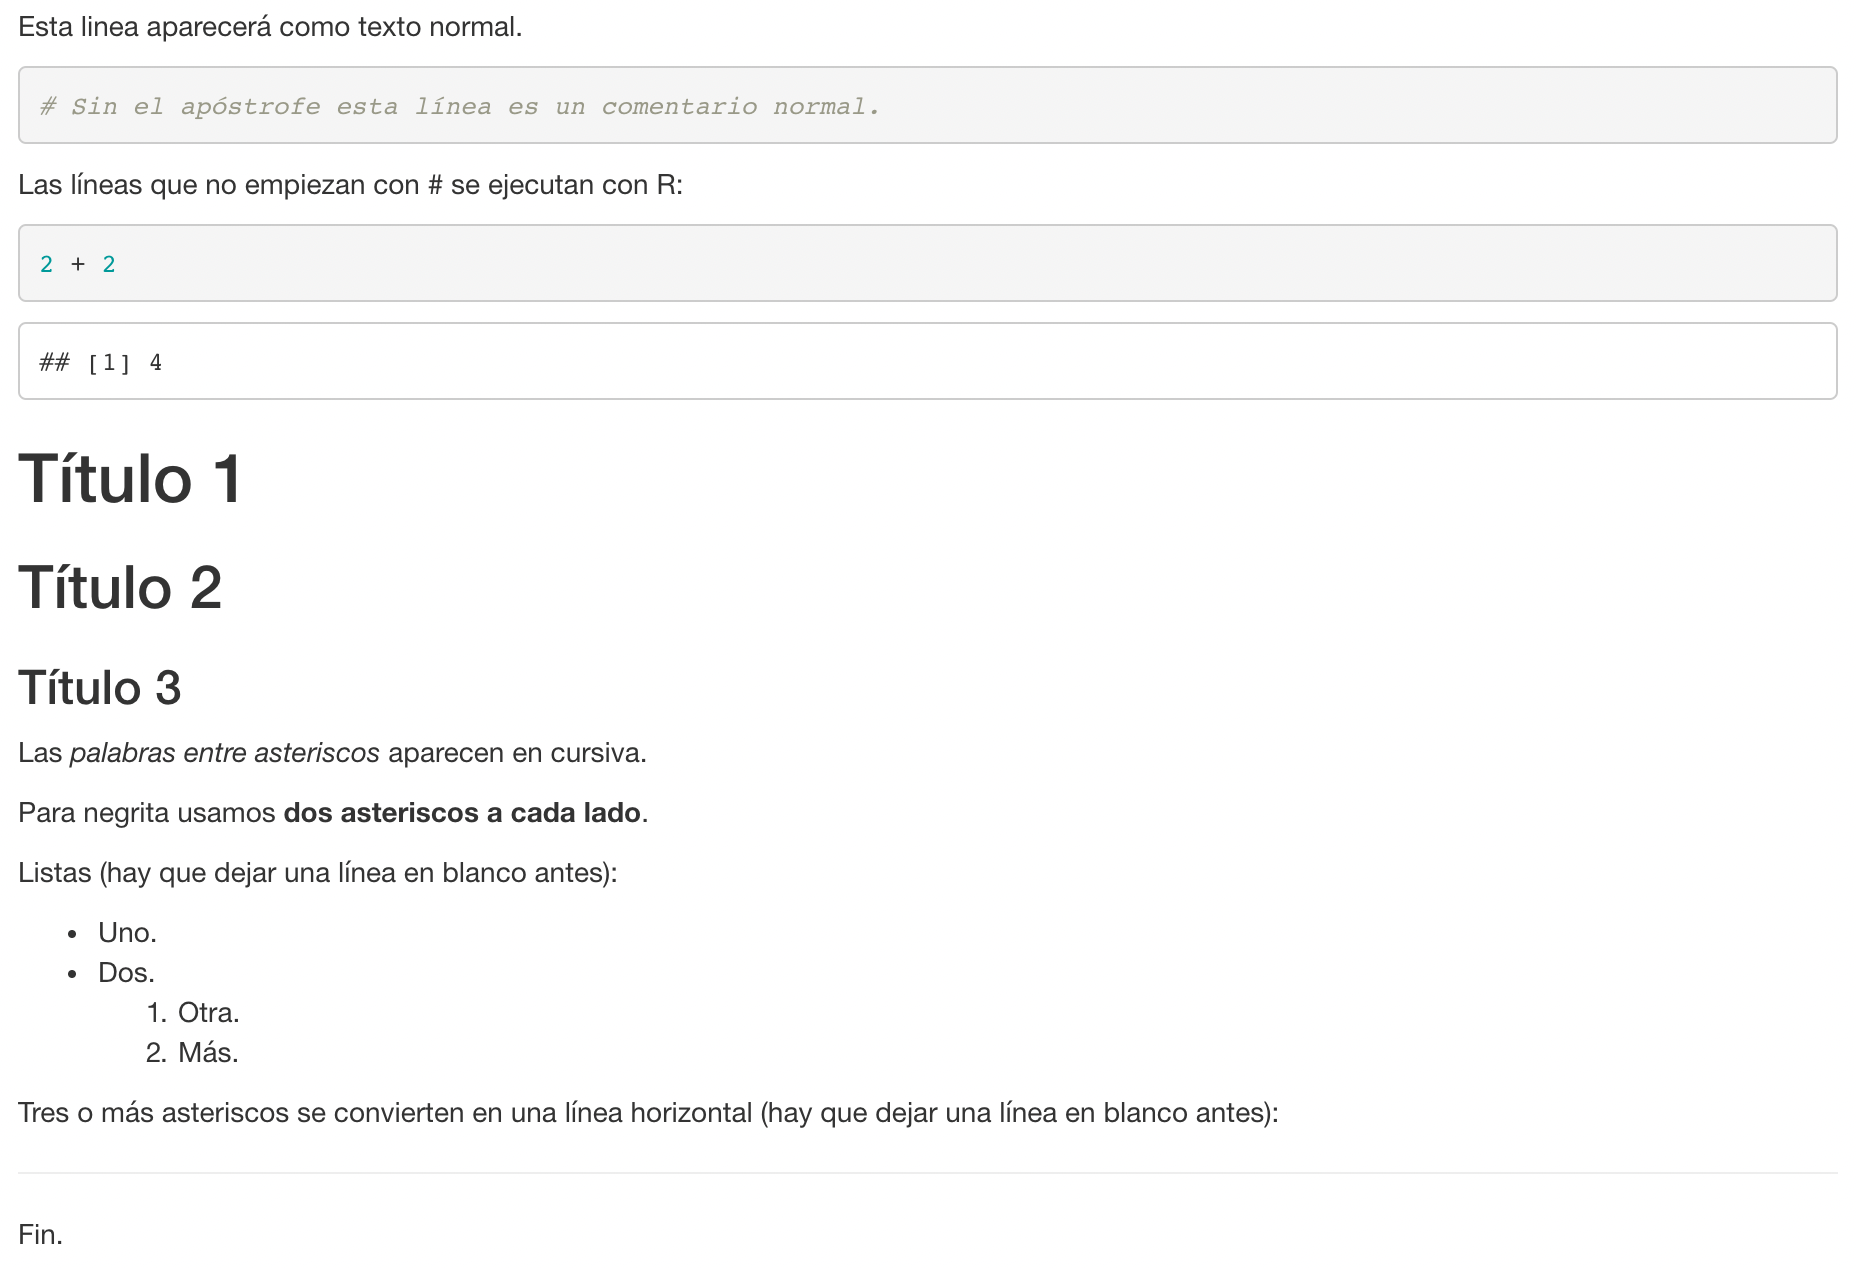 Esta linea aparecerá como texto normal.
# Sin el apóstrofe esta línea es un comentario normal.
Las líneas que no empiezan con # se ejecutan con R:
2 + 2
## [1] 4
Título 1
Título 2
Título 3
Las palabras entre asteriscos aparecen en cursiva.
Para negrita usamos dos asteriscos a cada lado.
Listas (hay que dejar una línea en blanco antes):
• Uno.
• Dos.
1. Otra.
2. Más.
Tres o más asteriscos se convierten en una línea horizontal (hay que dejar una línea en blanco antes):
Fin.